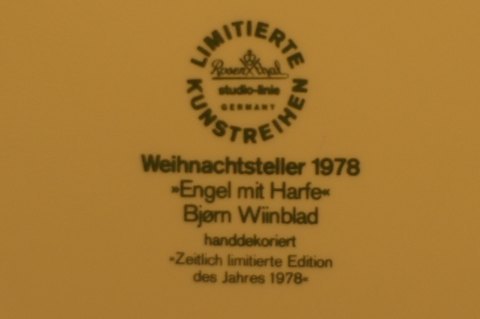 LIMITIERTE
Rosenthal
studio-linie
GERMANY
KUNSTREIHEN
Weihnachtsteller 1978
»Engel mit Harfe«
Bjørn Wiinblad
handdekoriert
»Zeitlich limitierte Edition
des Jahres 1978«